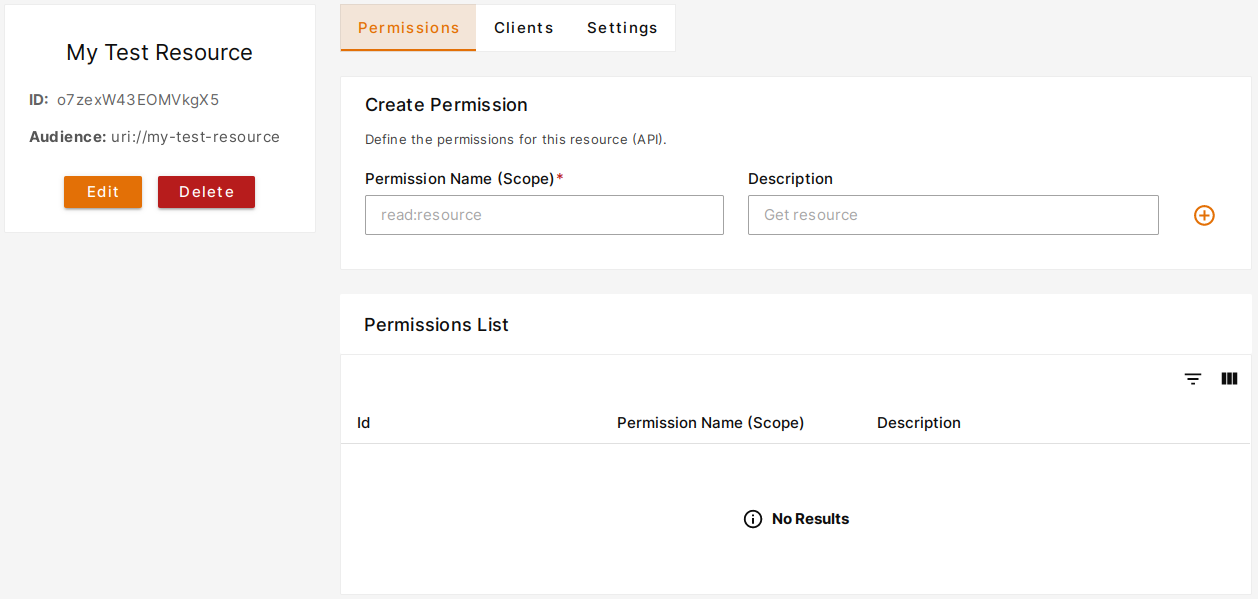 My Test Resource
ID: o7zexW43EOMVkgX5
Audience: uri://my-test-resource
Edit Delete
Permissions Clients Settings
Create Permission
Define the permissions for this resource (API).
Permission Name (Scope)* Description
read:resource Get resource
Permissions List
Id Permission Name (Scope) Description
No Results